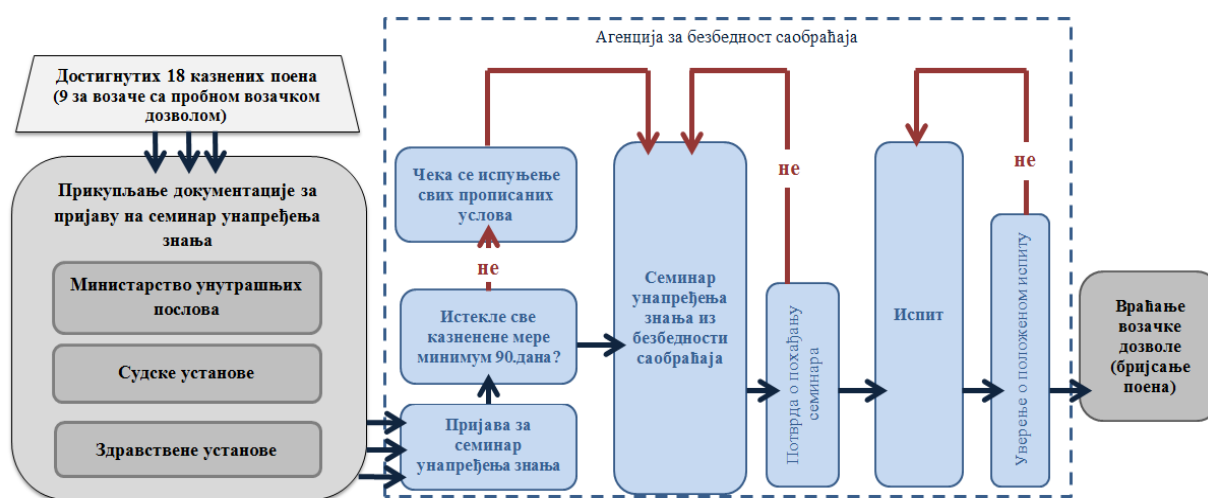 Агенција за безбедност саобраћаја
Достигнутих 18 казнених поена
(9 за возаче са пробном возачком
дозволом)
Прикупљање документације за
пријаву на семинар унапређења
знања
Министарство унутрашњих
послова
Судске установе
Здравствене установе
Чека се испуњење
свих прописаних
услова
не
Истекле све
казненене мере
минимум 90.дана?
Пријава за
семинар
унапређења знања
Семинар
унапређења
знања из
безбедности
саобраћаја
не
Потврда о похађању
семинара
Испит
не
Уверење о положеном испиту
Враћање
возачке
дозволе
(бријсање
поена)